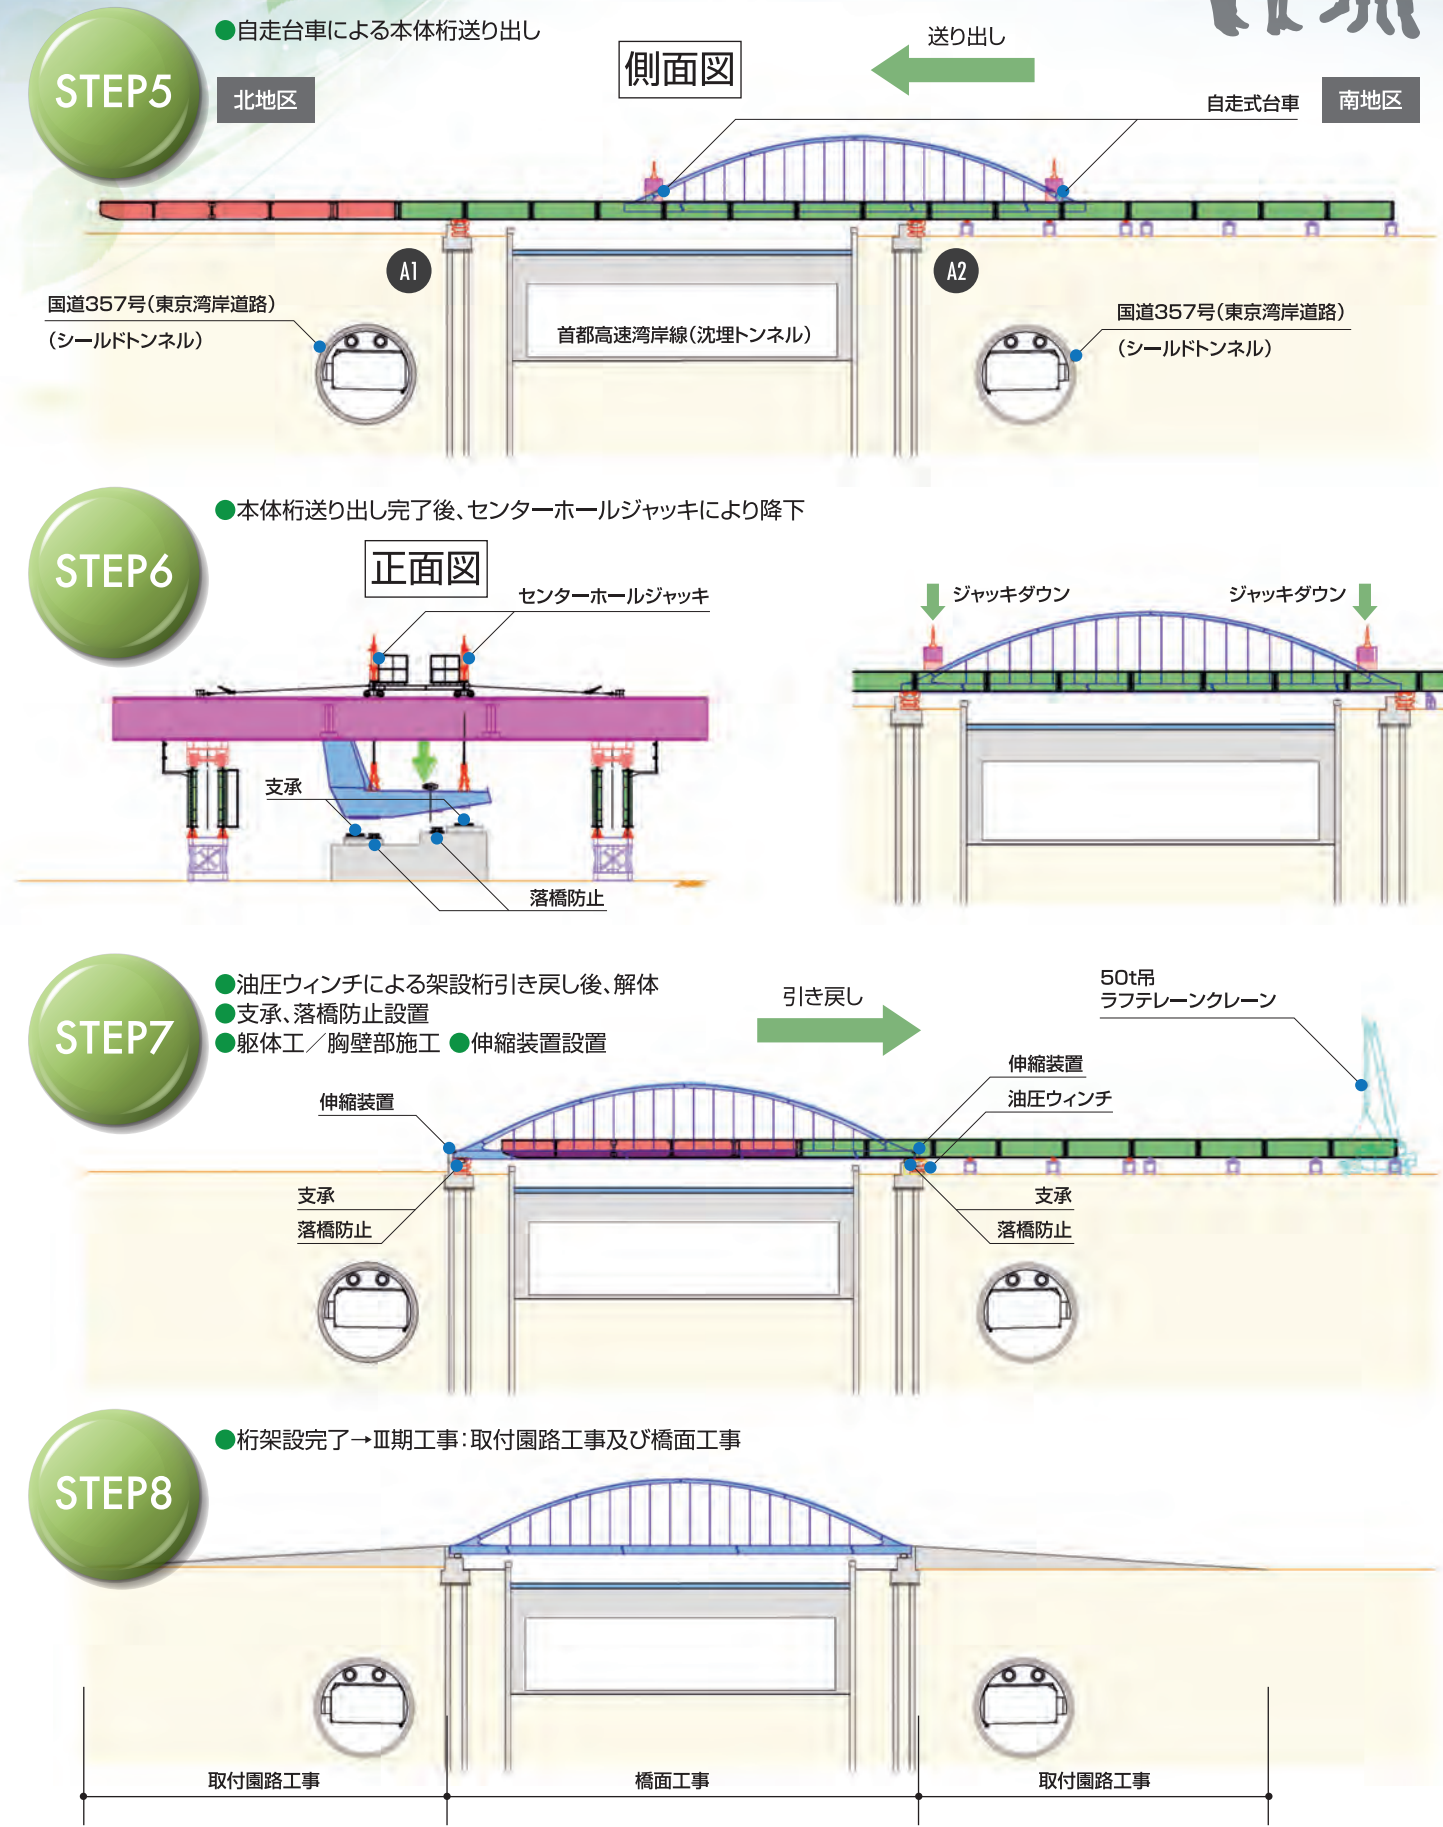 STEP5
●自走台車による本体桁送り出し
側面図
送り出し
北地区
自走式台車
南地区
A1
A2
国道357号(東京湾岸道路)
(シールドトンネル)
首都高速湾岸線(沈埋トンネル)
国道357号(東京湾岸道路)
(シールドトンネル)
STEP6
●本体桁送り出し完了後、センターホールジャッキにより降下
正面図
センターホールジャッキ
ジャッキダウン
ジャッキダウン
支承
落橋防止
STEP7
●油圧ウィンチによる架設桁引き戻し後、解体
●支承、落橋防止設置
●躯体工／胸壁部施工 ●伸縮装置設置
引き戻し
50t吊
ラフテレーンクレーン
伸縮装置
伸縮装置
油圧ウィンチ
支承
落橋防止
支承
落橋防止
STEP8
●桁架設完了→Ⅲ期工事：取付園路工事及び橋面工事
取付園路工事
橋面工事
取付園路工事